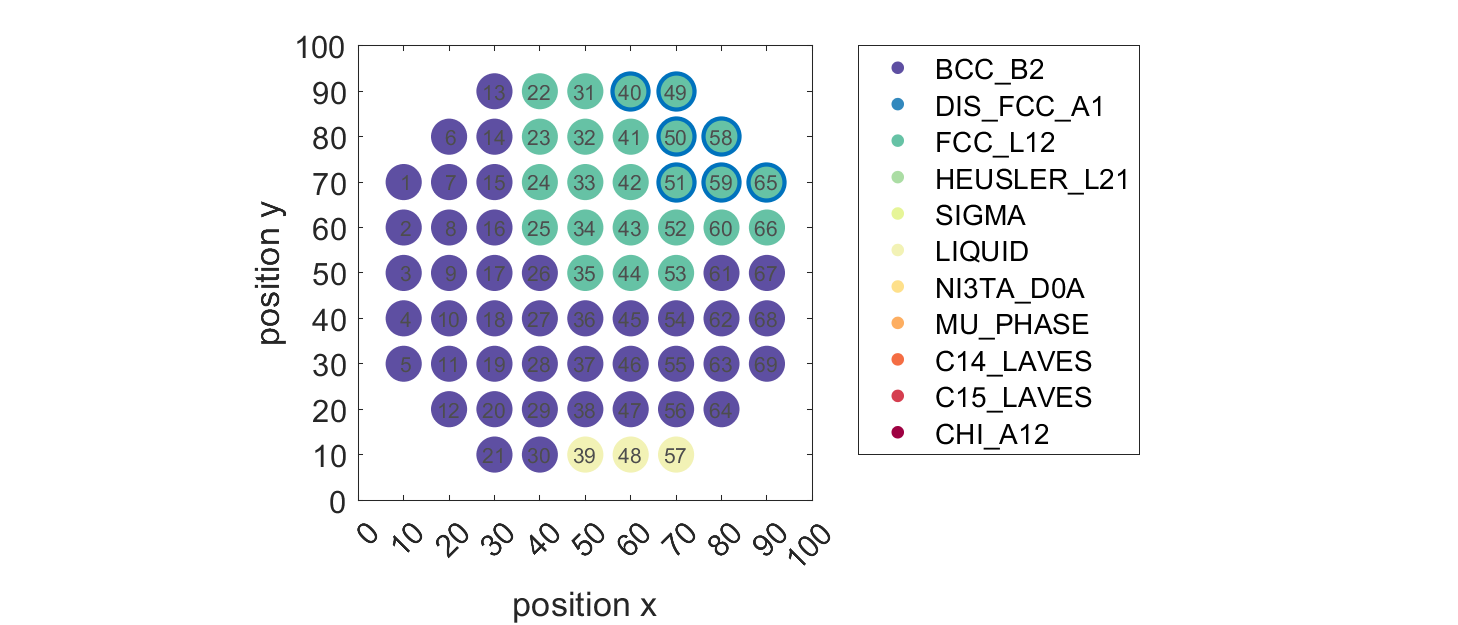 100
90
80
70
60
50
40
30
20
10
0
position y
13 22 31 40 49
6 14 23 32 41 50 58
1 7 15 24 33 42 51 59 65
2 8 16 25 34 43 52 60 66
3 9 17 26 35 44 53 61 67
4 10 18 27 36 45 54 62 68
5 11 19 28 37 46 55 63 69
12 20 29 38 47 56 64
21 30 39 48 57
0 10 20 30 40 50 60 70 80 90 100
position x
BCC_B2
DIS_FCC_A1
FCC_L12
HEUSLER_L21
SIGMA
LIQUID
NI3TA_D0A
MU_PHASE
C14_LAVES
C15_LAVES
CHI_A12